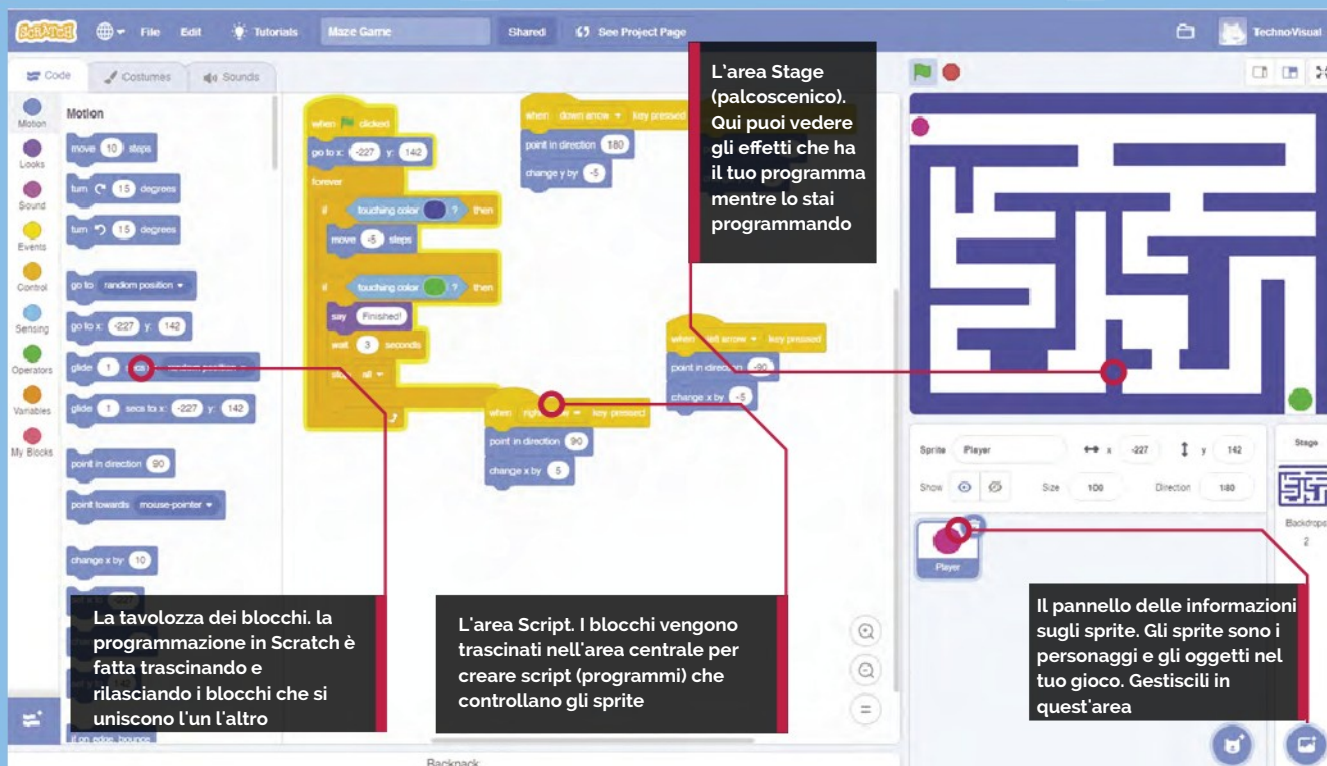 SCRATCH
File Edit Tutorials Maze Game Shared See Project Page TechnoVisual
Code Costumes Sounds
Motion
Looks
Sound
Events
Control
Sensing
Operators
Variables
My Blocks
Motion
move 10 steps
turn 15 degrees
turn 15 degrees
go to random position
go to x: -227 y: 142
glide 1 secs random position
glide 1 secs to x: -227 y: 142
point in direction 90
point towards mouse-pointer
change x by 10
if on edge, bounce
when clicked
go to x: -227 y: 142
forever
if touching color ? then
move -5 steps
if touching color ? then
say Finished!
wait 3 seconds
stop all
when down arrow key pressed
point in direction 180
change y by -5
when left arrow key pressed
point in direction -90
change x by -5
when key pressed
point in direction 90
change x by 5
L'area Stage
(palcoscenico).
Qui puoi vedere
gli effetti che ha
il tuo programma
mentre lo stai
programmando
Sprite Player x -227 y 142
Show Size 100 Direction 180
Player
Stage
Backdrops
2
La tavolozza dei blocchi. la
programmazione in Scratch è
fatta trascinando e
rilasciando i blocchi che si
uniscono l'un l'altro
L'area Script. I blocchi vengono
trascinati nell'area centrale per
creare script (programmi) che
controllano gli sprite
Il pannello delle informazioni
sugli sprite. Gli sprite sono i
personaggi e gli oggetti nel
tuo gioco. Gestiscili in
quest'area
Backpack